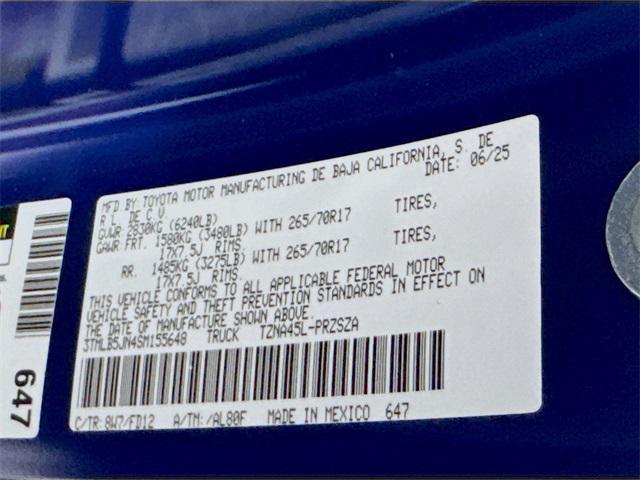 MFD BY TOYOTA MOTOR MANUFACTURING DE BAJA CALIFORNIA, S. DE
R.L. DE C.V. DATE: 06/25
GVWR 2830KG (6240LB)
GAWR:FRT. 1580KG (3480LB) WITH 265/70R17 TIRES,
17X7.5J RIMS.
RR. 1485KG (3275LB) WITH 265/70R17 TIRES,
17X7.5J RIMS.
THIS VEHICLE CONFORMS TO ALL APPLICABLE FEDERAL MOTOR
VEHICLE SAFETY AND THEFT PREVENTION STANDARDS IN EFFECT ON
THE DATE OF MANUFACTURE SHOWN ABOVE.
3TMLB5JN4SM155648 TRUCK TZNA45L-PRZSZA
C/TR:8W7/FD12 A/TM:/AL80F MADE IN MEXICO 647
647